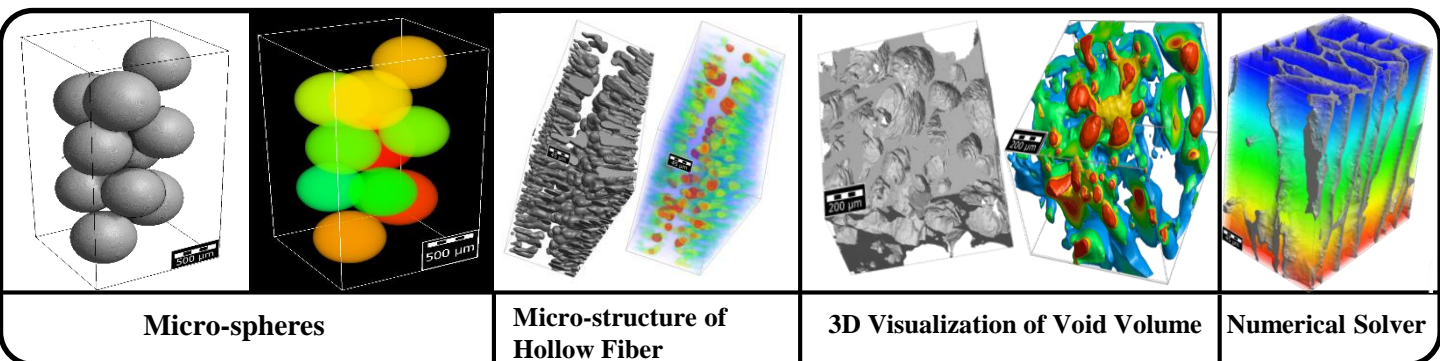 500 µm
500 µm
200 µm
200 µm
Micro-spheres
Micro-structure of
Hollow Fiber
3D Visualization of Void Volume
Numerical Solver